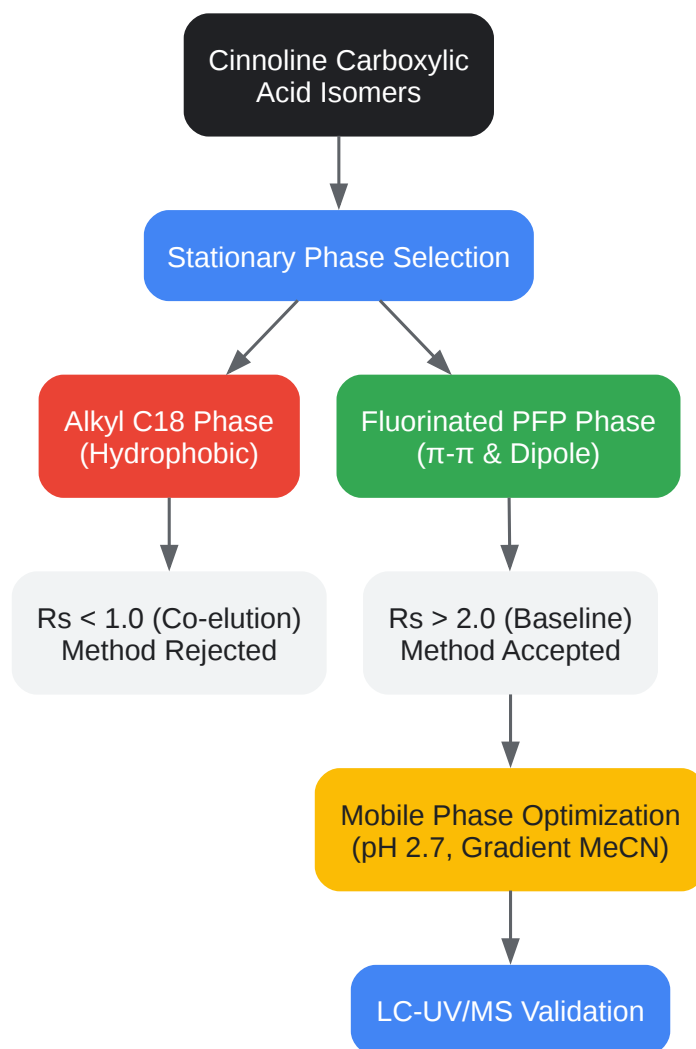 Cinnoline Carboxylic
Acid Isomers
Stationary Phase Selection
Alkyl C18 Phase
(Hydrophobic)
Fluorinated PFP Phase
(π-π & Dipole)
Rs < 1.0 (Co-elution)
Method Rejected
Rs > 2.0 (Baseline)
Method Accepted
Mobile Phase Optimization
(pH 2.7, Gradient MeCN)
LC-UV/MS Validation